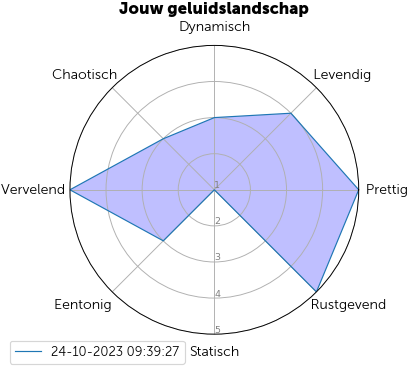 Jouw geluidslandschap
Dynamisch
Chaotisch
Levendig
Vervelend
1
Prettig
2
3
4
Eentonig
Rustgevend
5
24-10-2023 09:39:27
Statisch